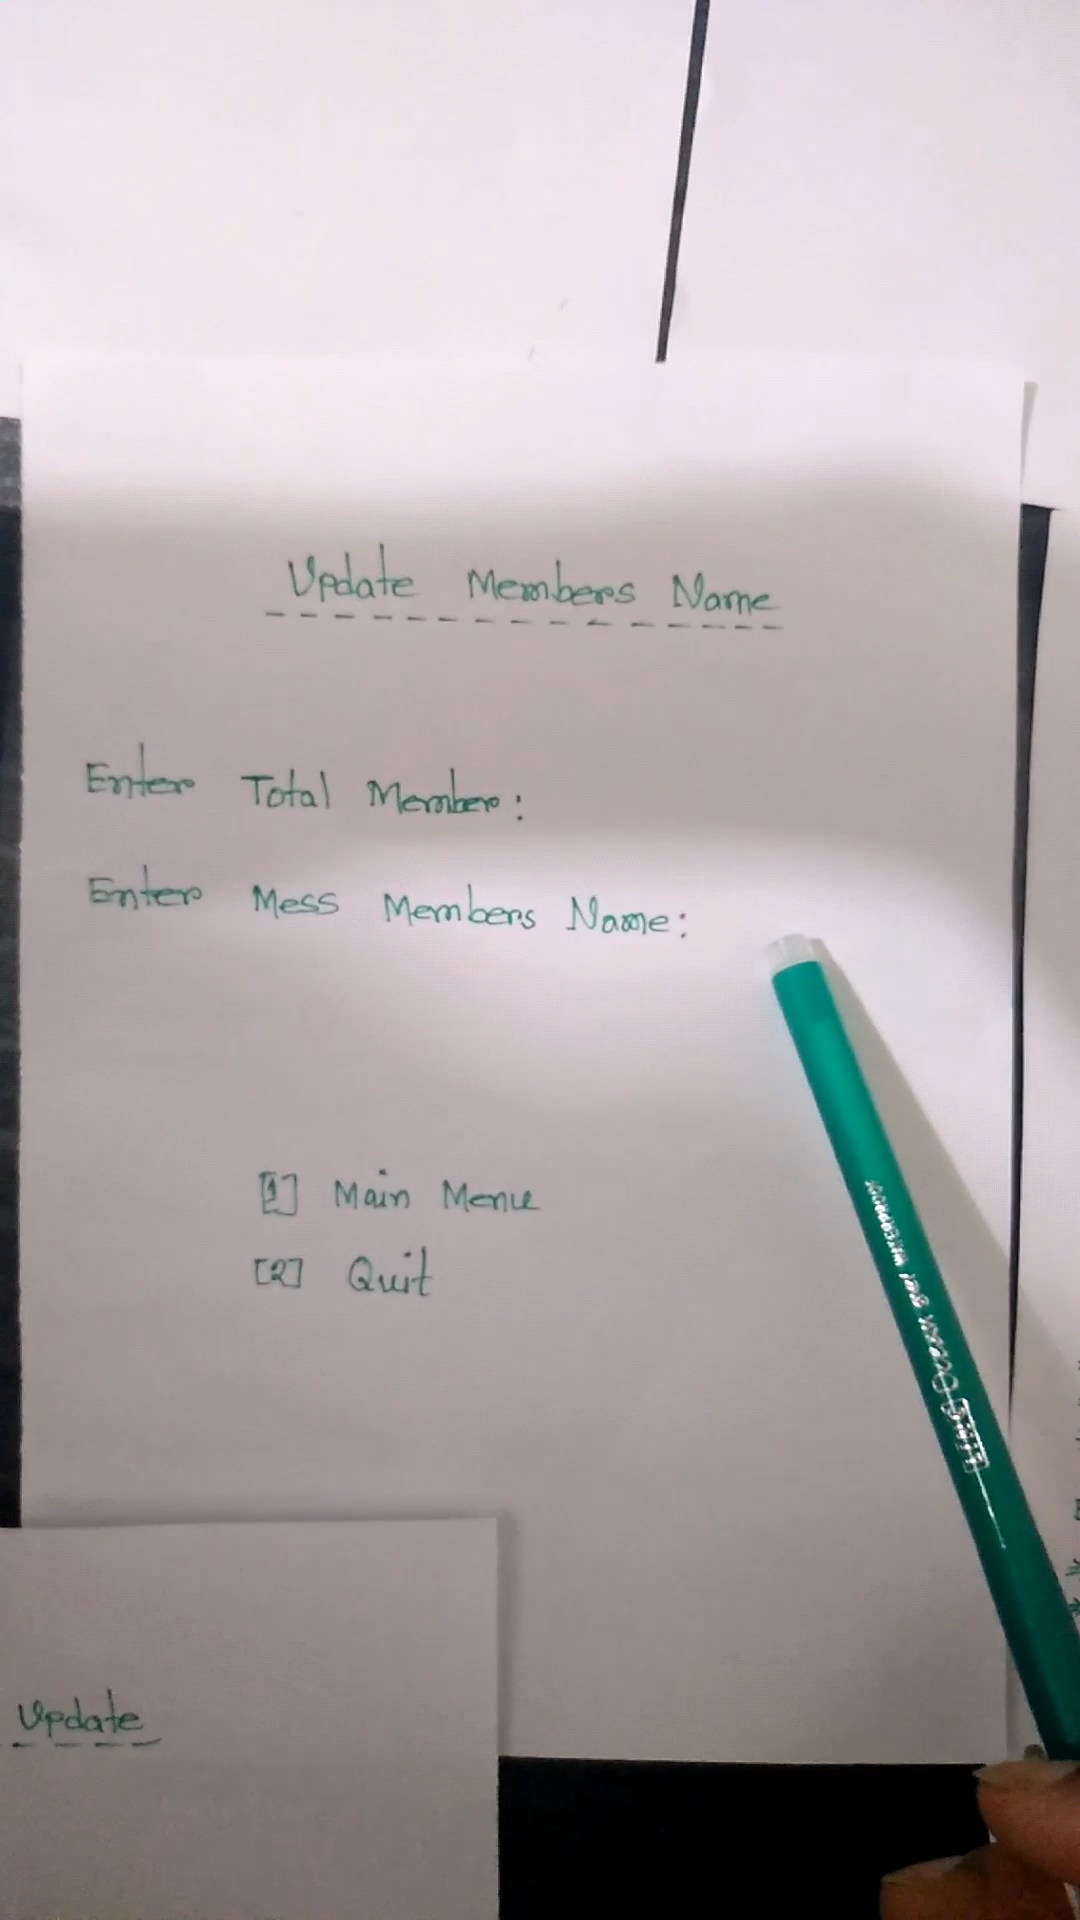 Update Members Name
Enter Total Member:
Enter Mess Members Name:
[1] Main Menu
[2] Quit
Update